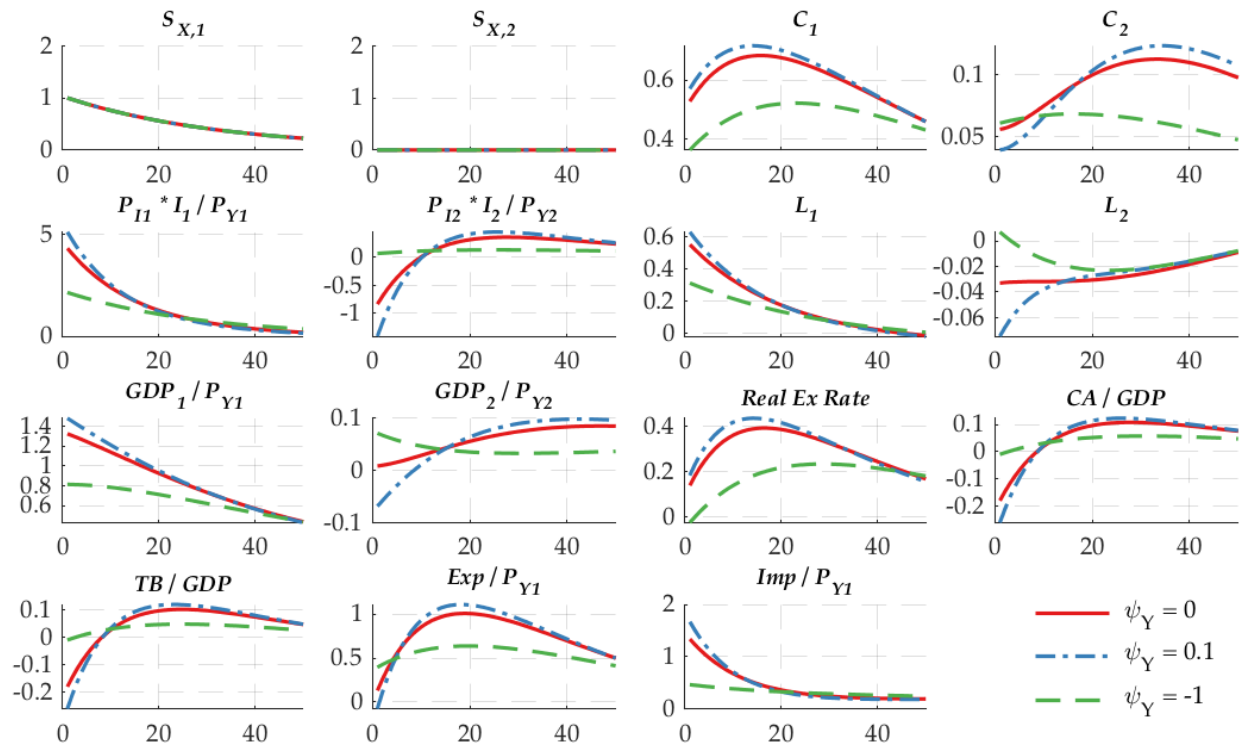 S_{X,1} S_{X,2} C_1 C_2
2 2 0.6 0.1
1 1 0.4 0.05
0 0
0 20 40 0 20 40 0 20 40 0 20 40
P_{I1} * I_1 / P_{Y1} P_{I2} * I_2 / P_{Y2} L_1 L_2
5 0 0.6 0
0 -0.5 0.4 -0.02
-1 0.2 -0.04
0 -0.06
0 20 40 0 20 40 0 20 40 0 20 40
GDP_1 / P_{Y1} GDP_2 / P_{Y2} Real Ex Rate CA / GDP
1.4 0.1 0.4 0.1
1.2 0 0.2 0
1 -0.1 0 -0.1
0.8 -0.2
0.6
0 20 40 0 20 40 0 20 40 0 20 40
TB / GDP Exp / P_{Y1} Imp / P_{Y1}
0.1 1 2
0 0.5 1
-0.1 0 0
-0.2
0 20 40 0 20 40 0 20 40
ψ_Y = 0
ψ_Y = 0.1
ψ_Y = -1